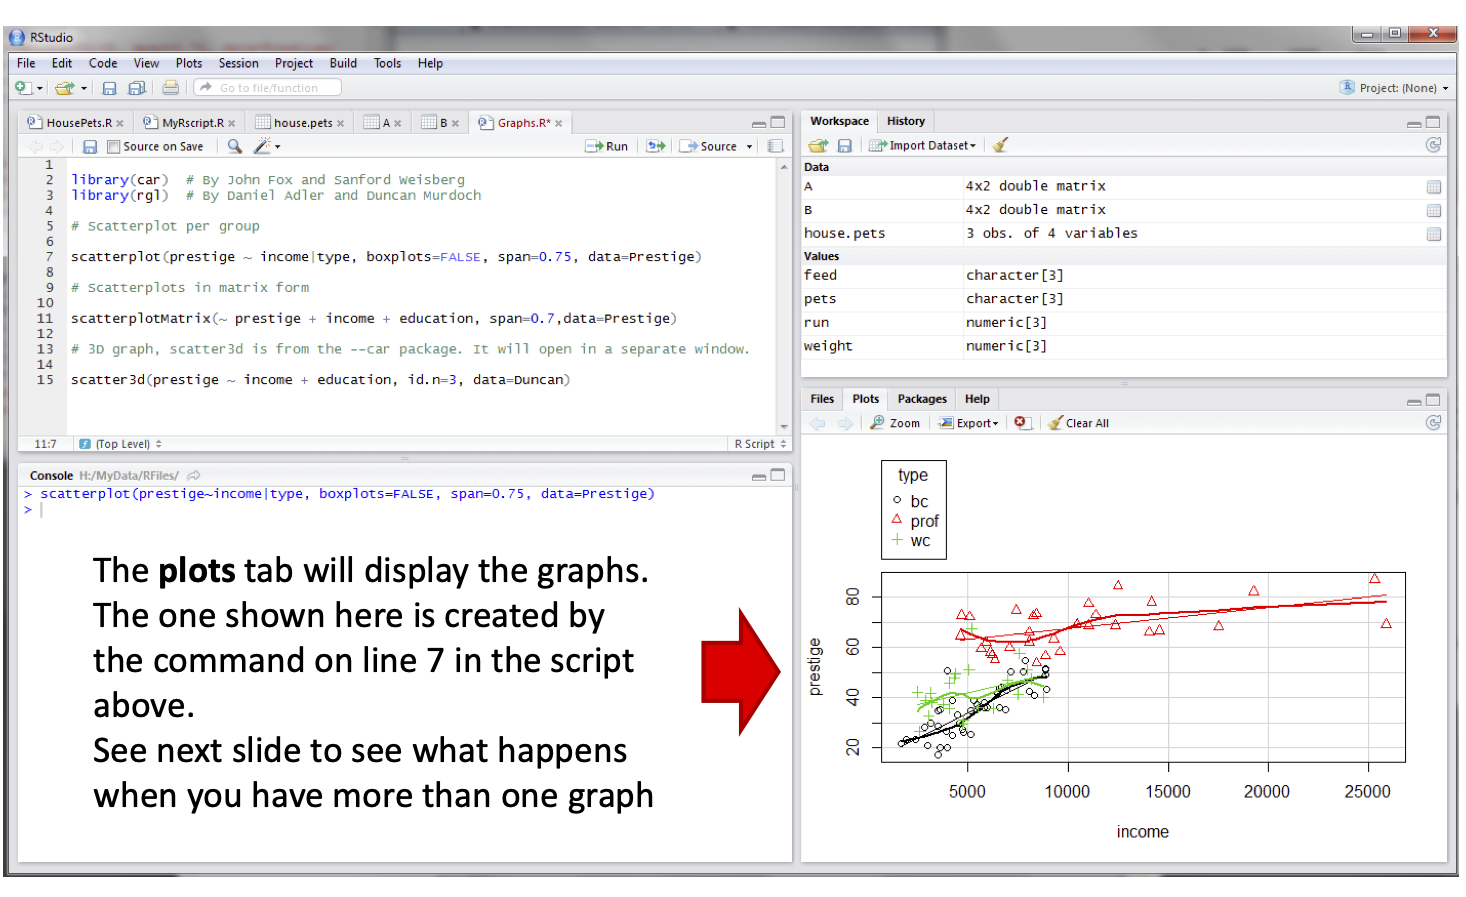 RStudio
File Edit Code View Plots Session Project Build Tools Help
Go to file/function
Project: (None)
HousePets.R
MyRscript.R
house.pets
A
B
Graphs.R*
Source on Save
Run
Source
1
2 library(car)  # By John Fox and Sanford Weisberg
3 library(rgl)  # By Daniel Adler and Duncan Murdoch
4
5 # Scatterplot per group
6
7 scatterplot(prestige ~ income|type, boxplots=FALSE, span=0.75, data=Prestige)
8
9 # Scatterplots in matrix form
10
11 scatterplotMatrix(~ prestige + income + education, span=0.7,data=Prestige)
12
13 # 3D graph, scatter3d is from the --car package. It will open in a separate window.
14
15 scatter3d(prestige ~ income + education, id.n=3, data=Duncan)
11:7 (Top Level) R Script
Console H:/MyData/RFiles/
> scatterplot(prestige~income|type, boxplots=FALSE, span=0.75, data=Prestige)
>
The plots tab will display the graphs.
The one shown here is created by
the command on line 7 in the script
above.
See next slide to see what happens
when you have more than one graph
Workspace History
Import Dataset
Data
A 4x2 double matrix
B 4x2 double matrix
house.pets 3 obs. of 4 variables
Values
feed character[3]
pets character[3]
run numeric[3]
weight numeric[3]
Files Plots Packages Help
Zoom Export Clear All
type
bc
prof
wc
prestige
80
60
40
20
5000 10000 15000 20000 25000
income